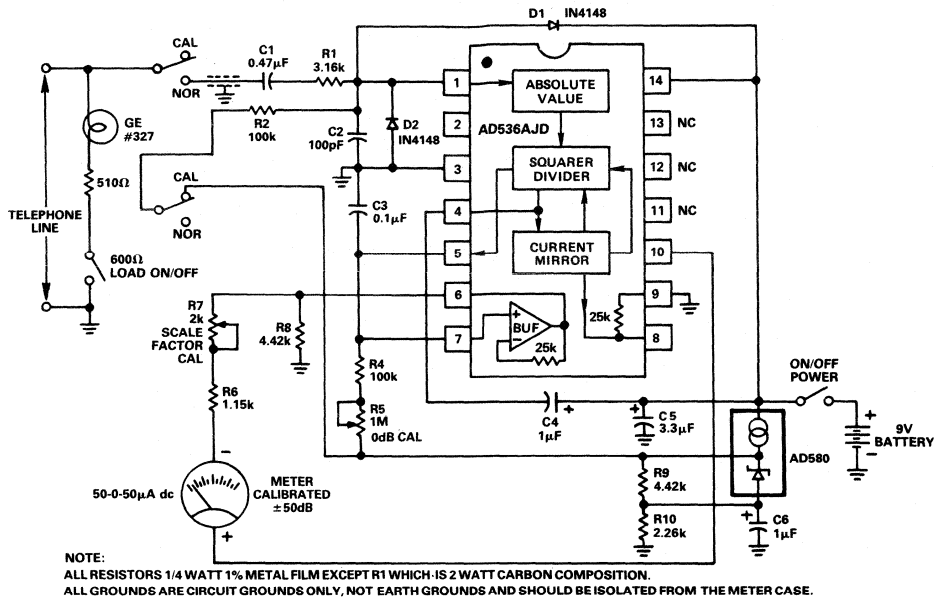 D1 IN4148
CAL
C1
0.47µF
R1
3.16k
NOR
GE
#327
R2
100k
C2
100pF
D2
IN4148
1
2
3
4
5
6
7
14
13
12
11
10
9
8
NC
NC
NC
ABSOLUTE
VALUE
AD536AJD
SQUARER
DIVIDER
CURRENT
MIRROR
BUF
+
−
25k
25k
510Ω
CAL
NOR
C3
0.1µF
TELEPHONE
LINE
600Ω
LOAD ON/OFF
R7
2k
SCALE
FACTOR
CAL
R8
4.42k
R4
100k
R6
1.15k
R5
1M
0dB CAL
C4
1µF
+
+
C5
3.3µF
ON/OFF
POWER
+
9V
BATTERY
−
AD580
−
50-0-50µA dc
METER
CALIBRATED
±50dB
+
R9
4.42k
R10
2.26k
+
C6
1µF
NOTE:
ALL RESISTORS 1/4 WATT 1% METAL FILM EXCEPT R1 WHICH·IS 2 WATT CARBON COMPOSITION.
ALL GROUNDS ARE CIRCUIT GROUNDS ONLY, NOT EARTH GROUNDS AND SHOULD BE ISOLATED FROM THE METER CASE.